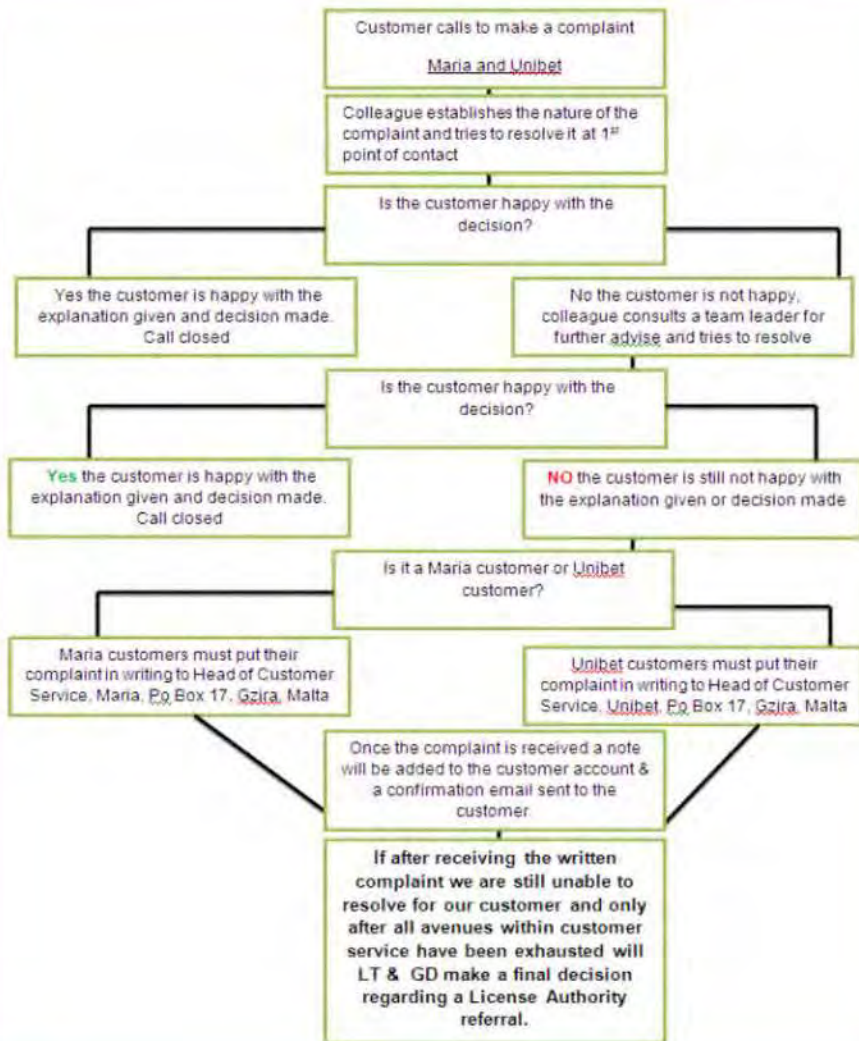 Customer calls to make a complaint
Maria and Unibet
Colleague establishes the nature of the
complaint and tries to resolve it at 1st
point of contact
Is the customer happy with the
decision?
Yes the customer is happy with the
explanation given and decision made.
Call closed
No the customer is not happy,
colleague consults a team leader for
further advise and tries to resolve
Is the customer happy with the
decision?
Yes the customer is happy with the
explanation given and decision made.
Call closed
NO the customer is still not happy with
the explanation given or decision made
Is it a Maria customer or Unibet
customer?
Maria customers must put their
complaint in writing to Head of Customer
Service, Maria, Po Box 17, Gzira, Malta
Unibet customers must put their
complaint in writing to Head of Customer
Service, Unibet, Po Box 17, Gzira, Malta
Once the complaint is received a note
will be added to the customer account &
a confirmation email sent to the
customer
If after receiving the written
complaint we are still unable to
resolve for our customer and only
after all avenues within customer
service have been exhausted will
LT & GD make a final decision
regarding a License Authority
referral.